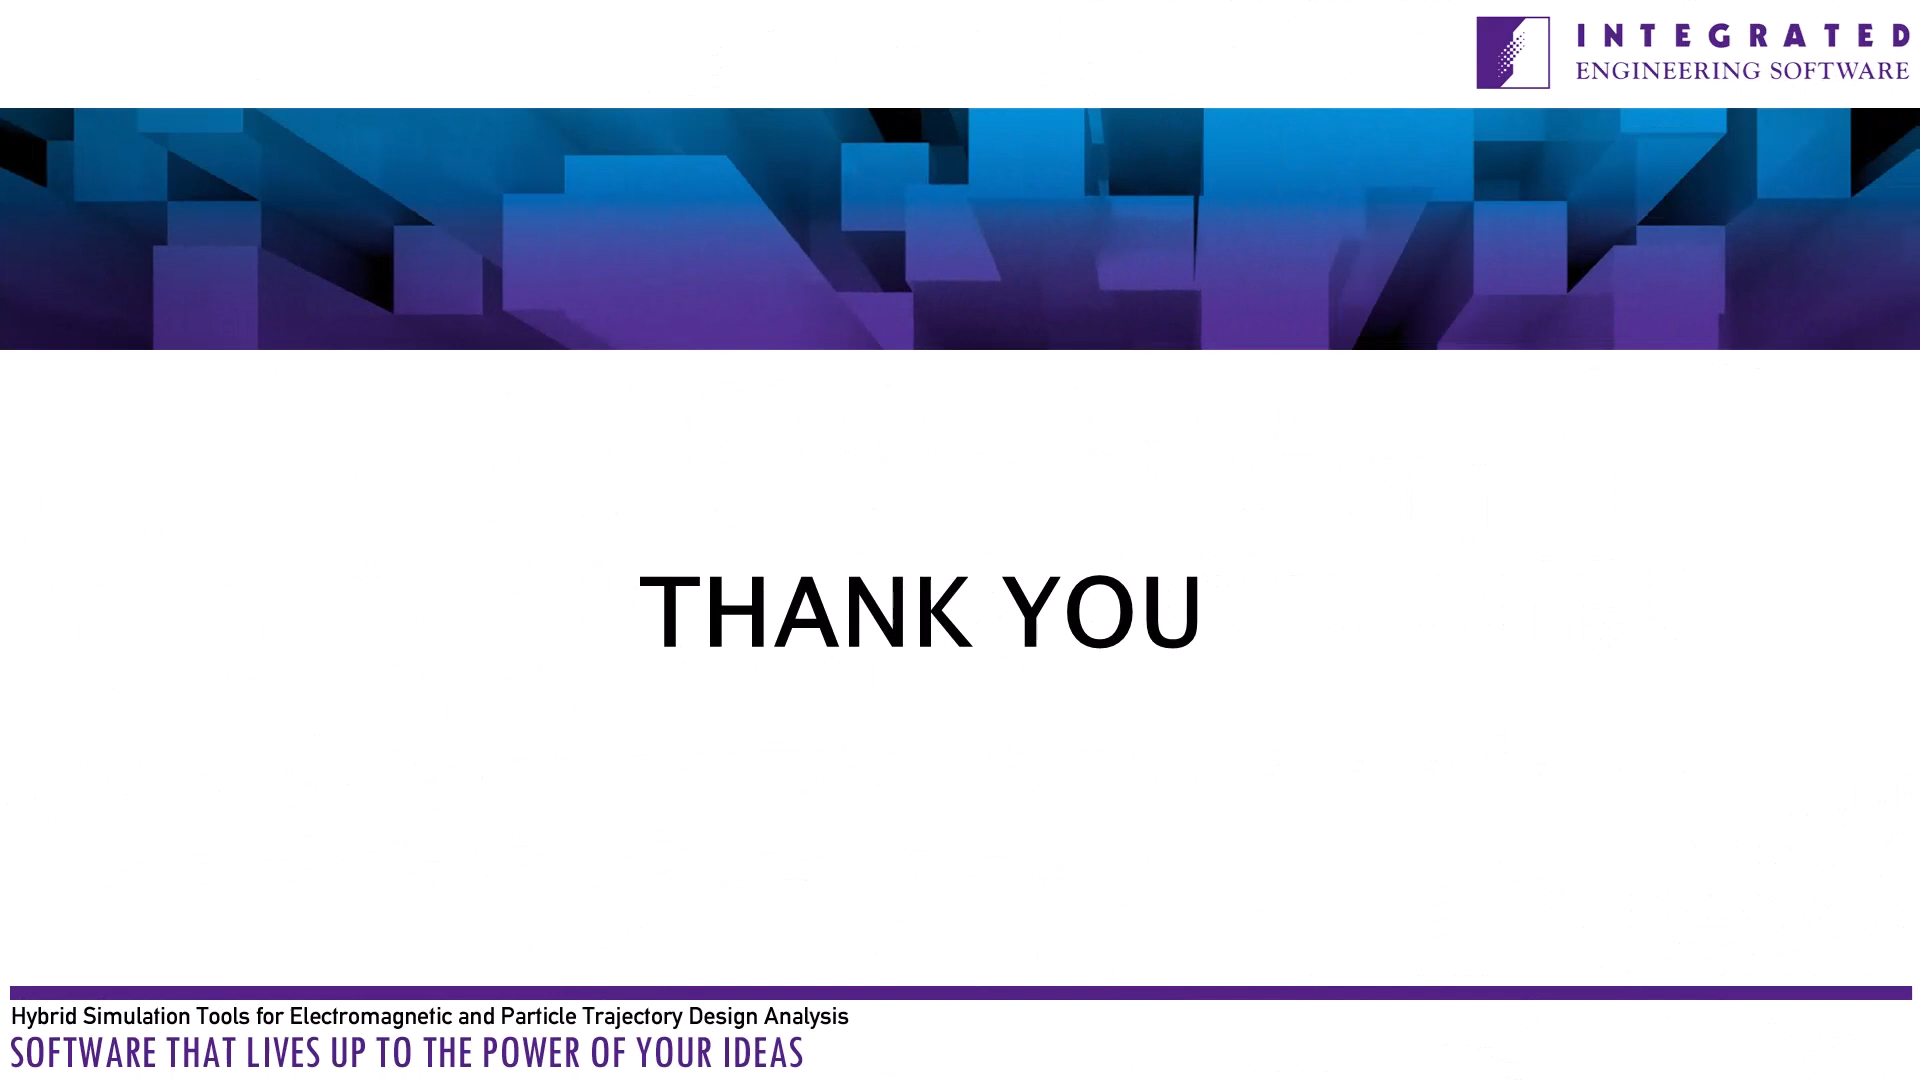 INTEGRATED
ENGINEERING SOFTWARE
THANK YOU
Hybrid Simulation Tools for Electromagnetic and Particle Trajectory Design Analysis
SOFTWARE THAT LIVES UP TO THE POWER OF YOUR IDEAS